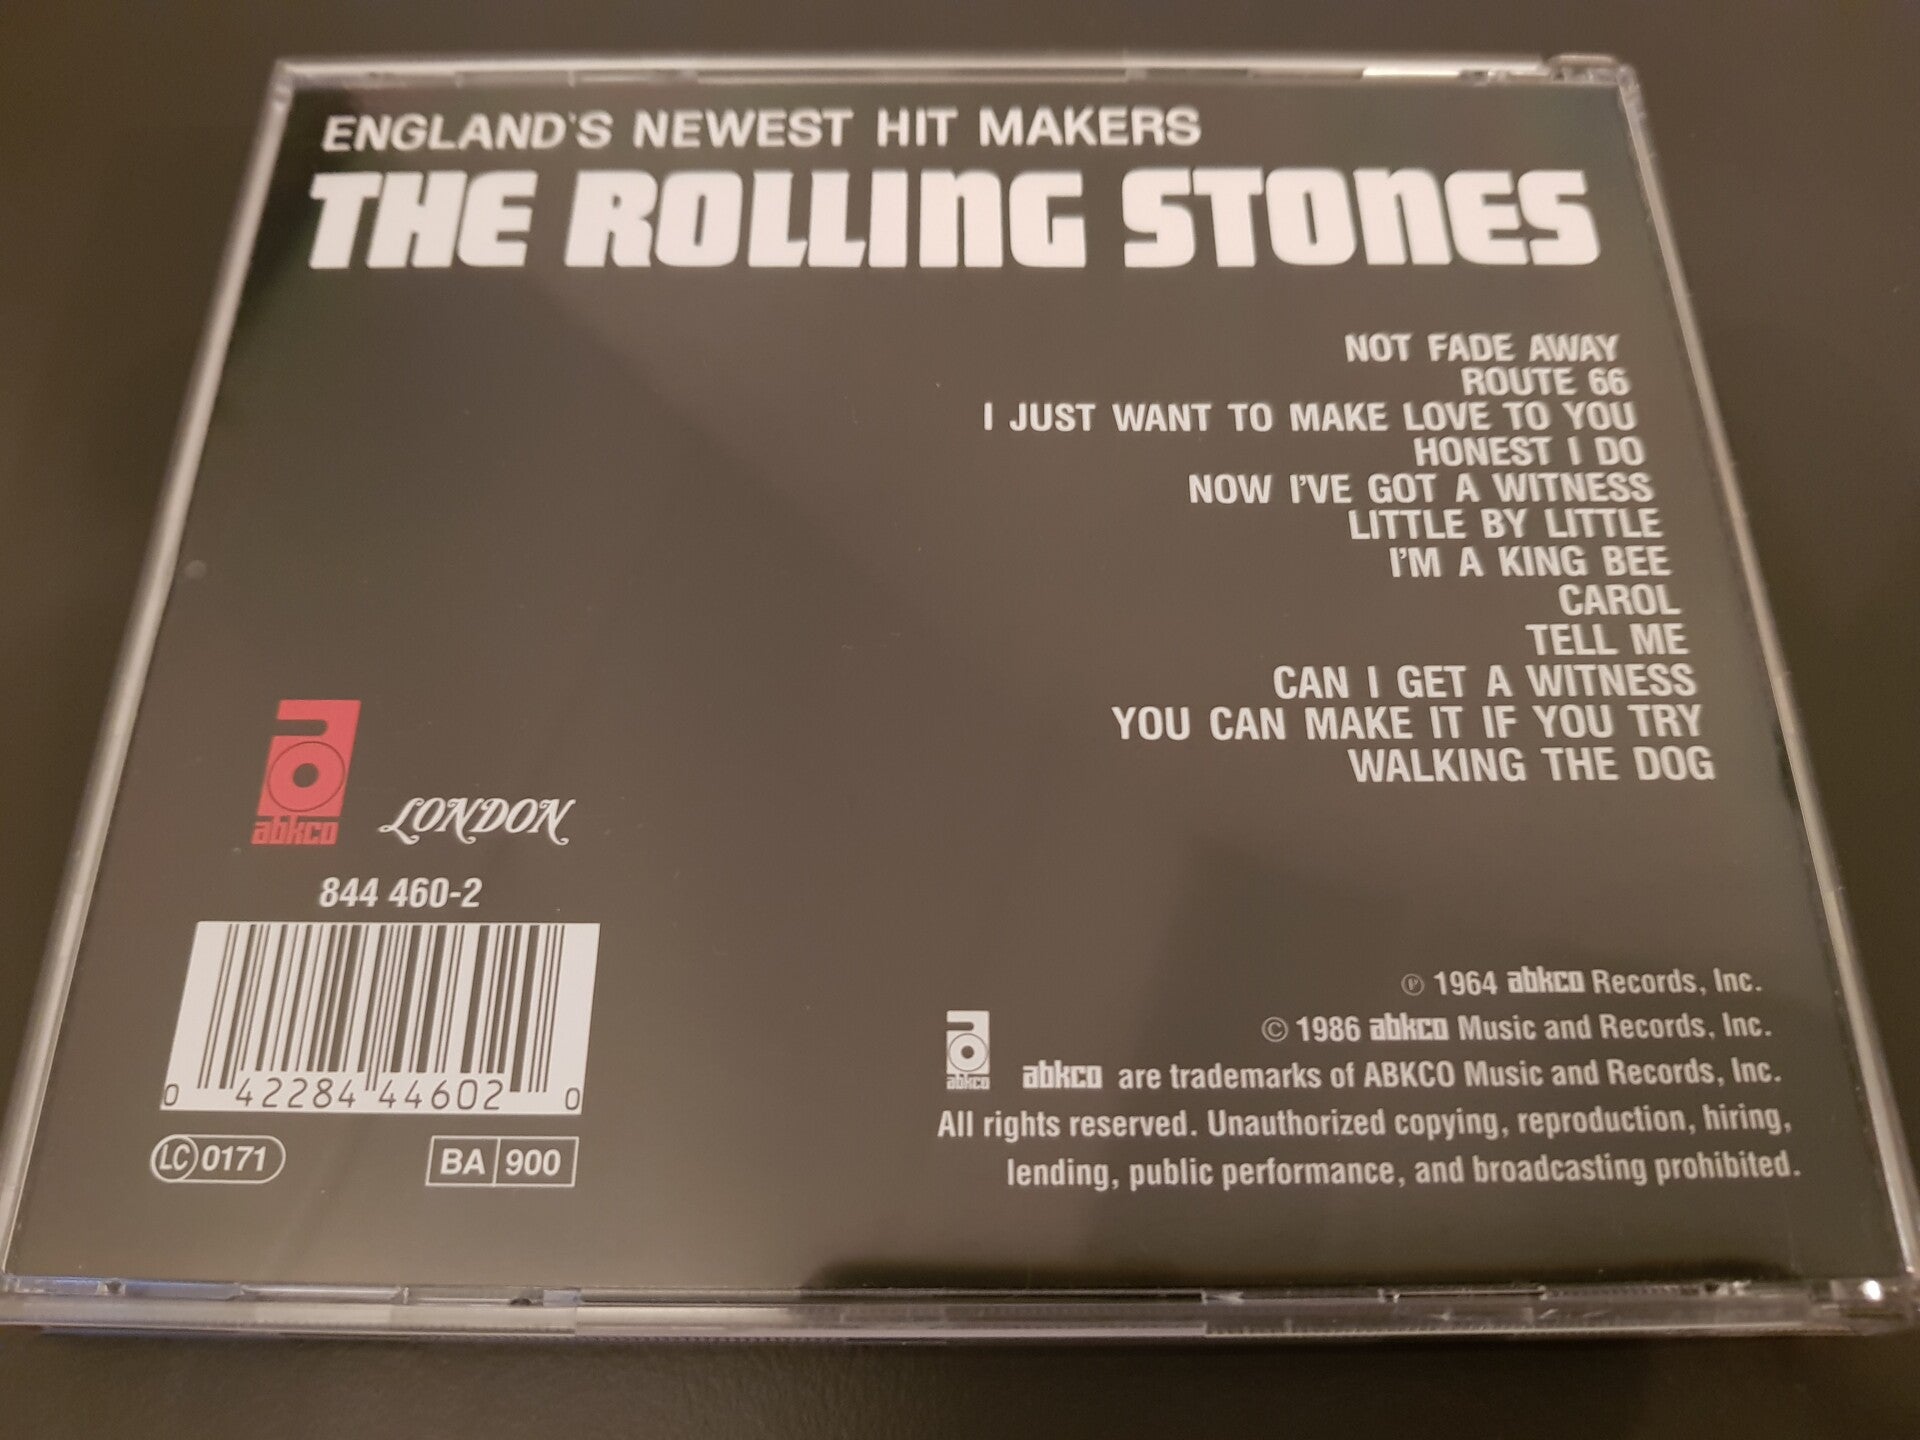 ENGLAND'S NEWEST HIT MAKERS
THE ROLLING STONES
NOT FADE AWAY
ROUTE 66
I JUST WANT TO MAKE LOVE TO YOU
HONEST I DO
NOW I'VE GOT A WITNESS
LITTLE BY LITTLE
I'M A KING BEE
CAROL
TELL ME
CAN I GET A WITNESS
YOU CAN MAKE IT IF YOU TRY
WALKING THE DOG
abkco
LONDON
844 460-2
0 42284 44602 0
LC 0171
BA 900
℗ 1964 abkco Records, Inc.
© 1986 abkco Music and Records, Inc.
abkco abkco are trademarks of ABKCO Music and Records, Inc.
All rights reserved. Unauthorized copying, reproduction, hiring,
lending, public performance, and broadcasting prohibited.